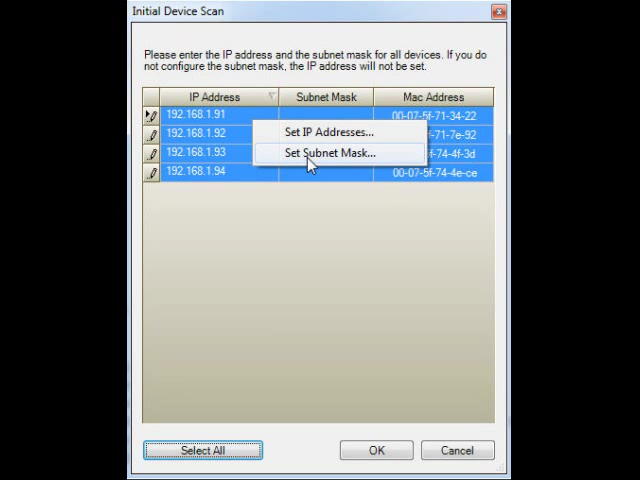 Initial Device Scan
Please enter the IP address and the subnet mask for all devices. If you do
not configure the subnet mask, the IP address will not be set.
IP Address Subnet Mask Mac Address
192.168.1.91 00-07-5f-71-34-22
192.168.1.92 71-7e-92
192.168.1.93 74-4f-3d
192.168.1.94 00-07-5f-74-4e-ce
Set IP Addresses...
Set Subnet Mask...
Select All OK Cancel